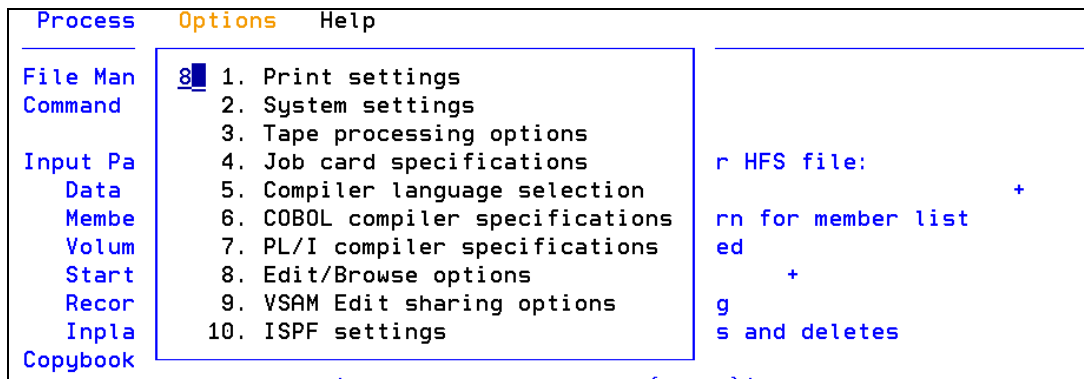 Process Options Help
File Man 8 1. Print settings
Command 2. System settings
3. Tape processing options
Input Pa 4. Job card specifications r HFS file:
Data 5. Compiler language selection +
Membe 6. COBOL compiler specifications rn for member list
Volum 7. PL/I compiler specifications ed
Start 8. Edit/Browse options +
Recor 9. VSAM Edit sharing options g
Inpla 10. ISPF settings s and deletes
Copybook